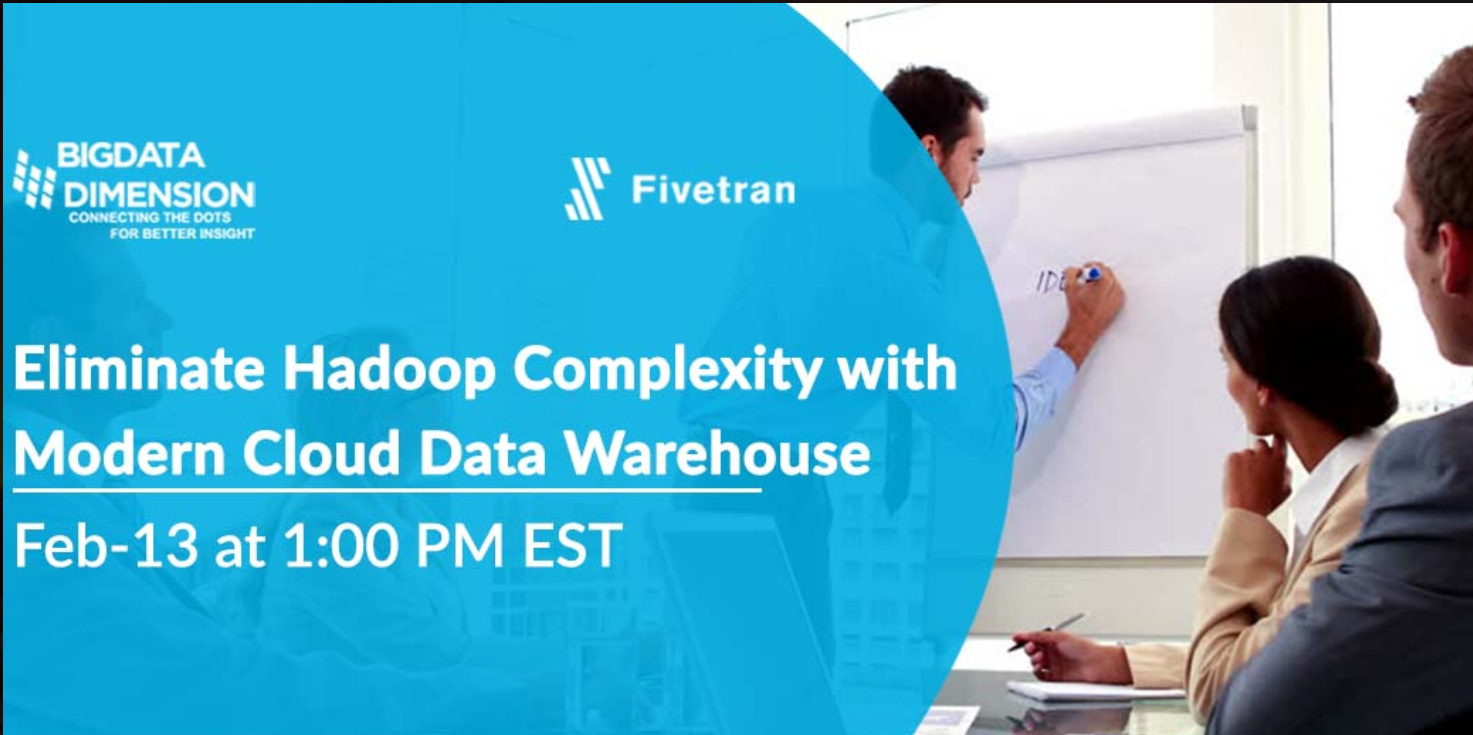 BIGDATA
DIMENSION
CONNECTING THE DOTS
FOR BETTER INSIGHT
Fivetran
Eliminate Hadoop Complexity with
Modern Cloud Data Warehouse
Feb-13 at 1:00 PM EST
IDE